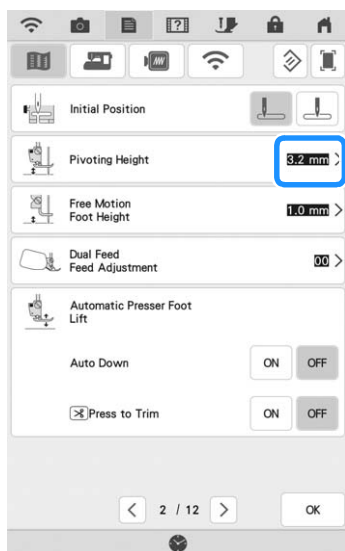 ?
Initial Position
Pivoting Height 3.2 mm >
Free Motion
Foot Height 1.0 mm >
Dual Feed
Feed Adjustment 00 >
Automatic Presser Foot
Lift
Auto Down ON OFF
Press to Trim ON OFF
< 2 / 12 > OK